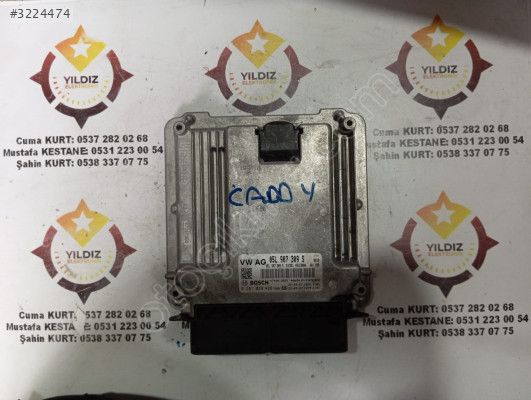 #3224474
YILDIZ
ELEKTRONİK
Cuma KURT: 0537 282 02 68
Mustafa KESTANE: 0531 223 00 54
Şahin KURT: 0538 337 07 75
YILDIZ
ELEKTRONİK
Cuma KURT: 0537 282 02 68
Mustafa KESTANE: 0531 223 00 54
Şahin KURT: 0538 337 07 75
CADDY
VW AG 05L 907 309 S
BOSCH
YILDIZ
ELEKTRONİK
Cuma KURT: 0537 282 02 68
Mustafa KESTA 0531 223 00 54
Şahin KURT: 0538 337 07 75
YILDIZ
ELEKTRONİK
Cuma KURT: 0537 282 02 68
Mustafa KESTANE: 0531 223 00 54
Şahin KURT: 0538 337 07 75